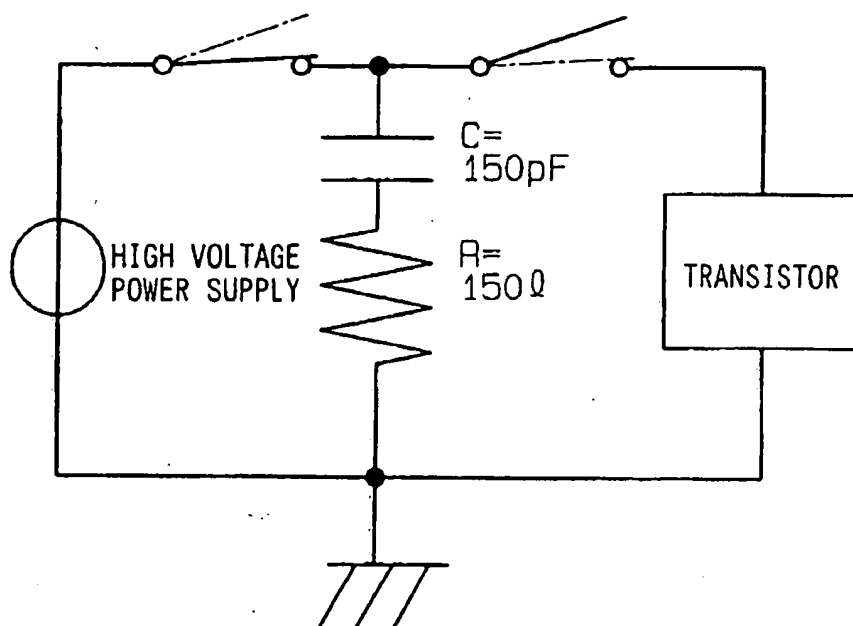 C=
150pF
HIGH VOLTAGE
POWER SUPPLY
R=
150Ω
TRANSISTOR